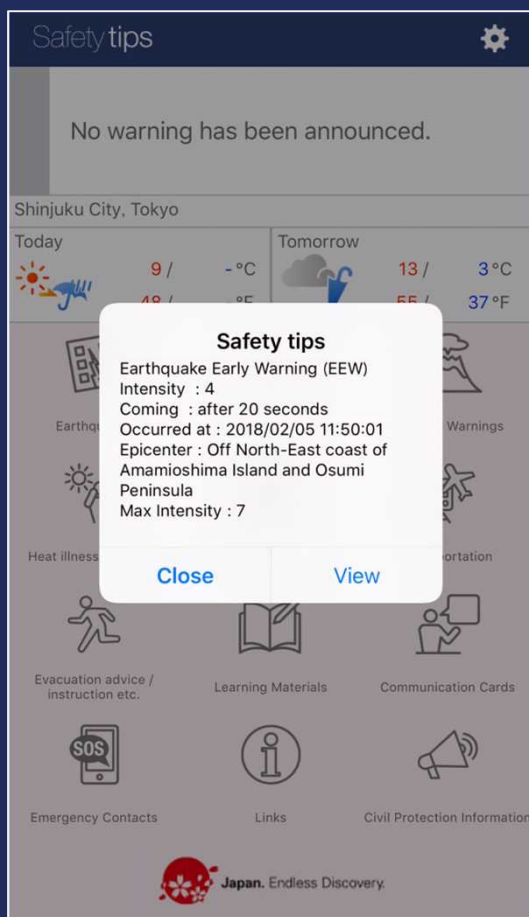 Safety tips
No warning has been announced.
Shinjuku City, Tokyo
Today
Tomorrow
9 / - °C
13 / 3 °C
48 / °F
55 / 37 °F
Safety tips
Earthquake Early Warning (EEW)
Intensity : 4
Coming : after 20 seconds
Occurred at : 2018/02/05 11:50:01
Epicenter : Off North-East coast of
Amamioshima Island and Osumi
Peninsula
Max Intensity : 7
Close
View
Warnings
Heat illness
Evacuation advice /
instruction etc.
Learning Materials
Communication Cards
SOS
Emergency Contacts
Links
Civil Protection Information
Japan. Endless Discovery.